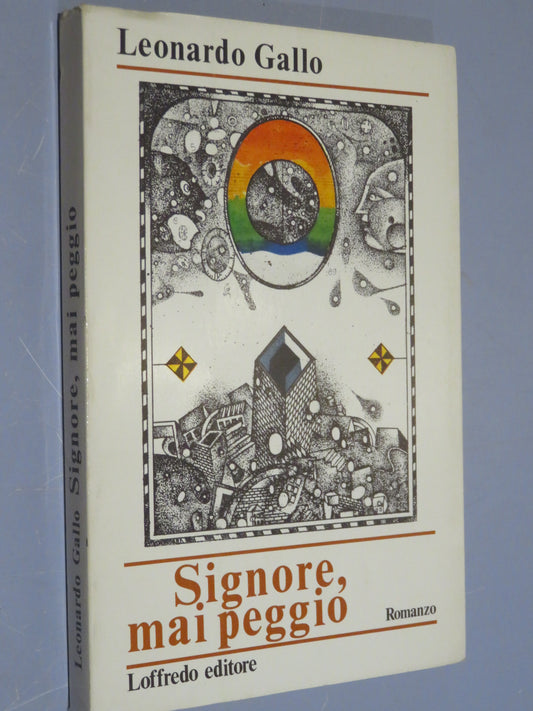 Leonardo Gallo
Signore,
mai peggio
Romanzo
Loffredo editore
Leonardo Gallo Signore, mai peggio